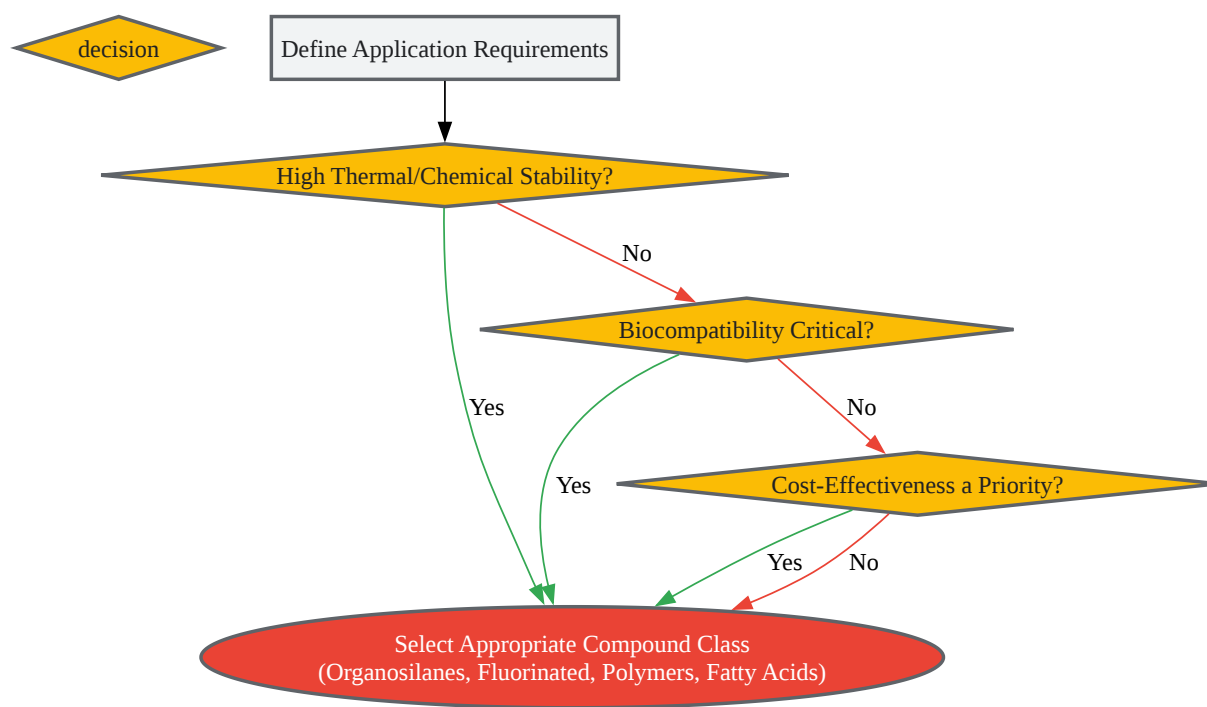 decision
Define Application Requirements
High Thermal/Chemical Stability?
No
Biocompatibility Critical?
Yes
No
Yes
Cost-Effectiveness a Priority?
Yes
No
Select Appropriate Compound Class
(Organosilanes, Fluorinated, Polymers, Fatty Acids)